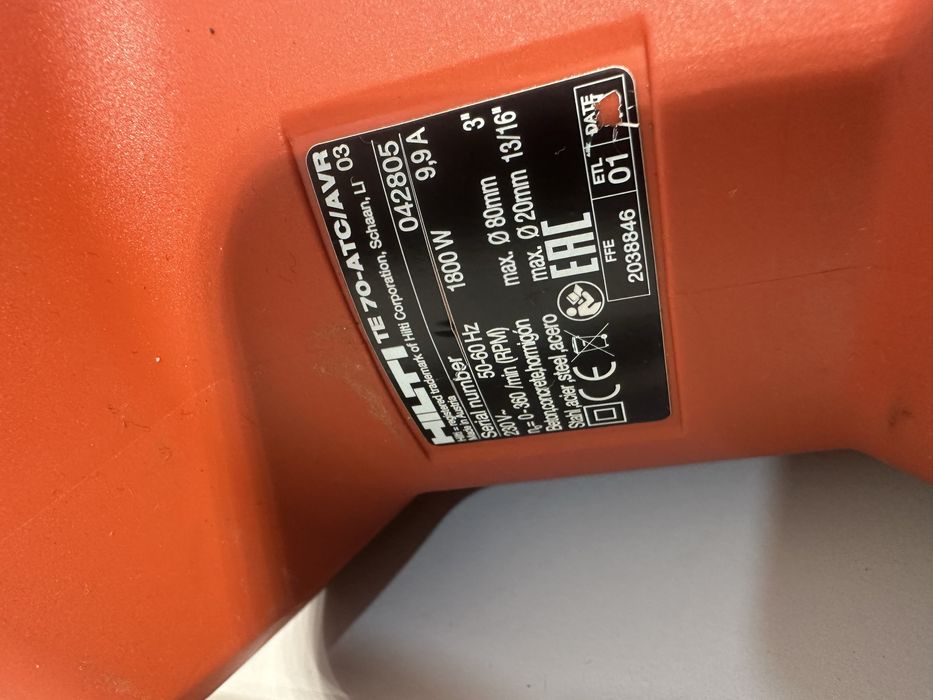 HILTI TE 70-ATC/AVR
Hilti = registered trademark of Hilti Corporation, Schaan, LI 03
Made in Austria
Serial number 042805
230 V~ 50-60 Hz 1800 W 9,9 A
n₀= 0-360 /min (RPM)
Beton,concrete,hormigón max. Ø 80mm 3"
Stahl,acier,steel,acero max. Ø 20mm 13/16"
CE EAC
FFE ETL DATE
2038846 01